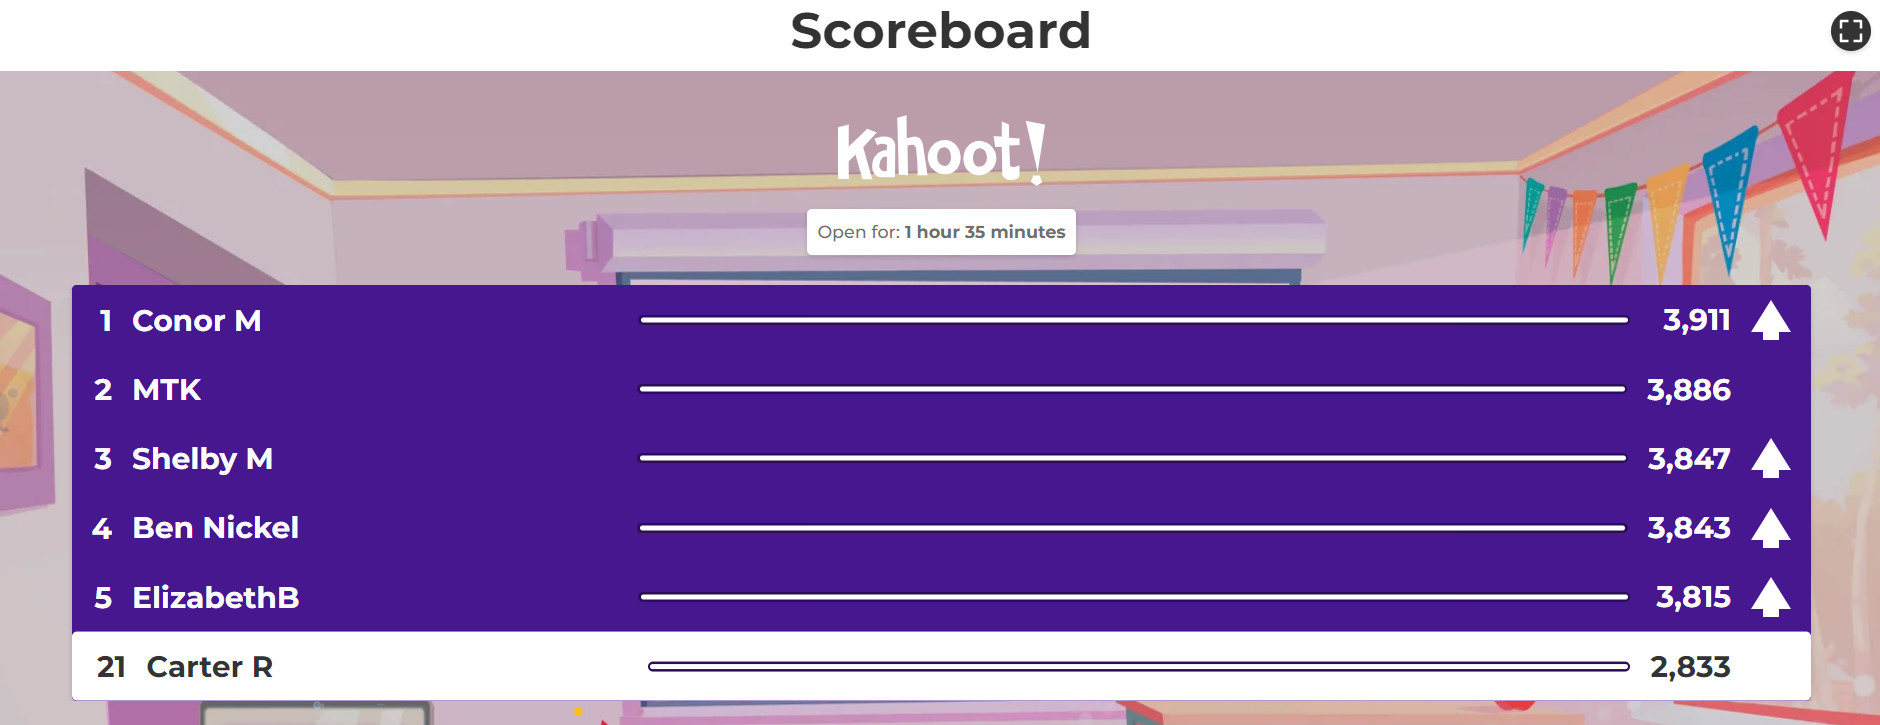 Scoreboard
Kahoot!
Open for: 1 hour 35 minutes
1 Conor M 3,911
2 MTK 3,886
3 Shelby M 3,847
4 Ben Nickel 3,843
5 ElizabethB 3,815
21 Carter R 2,833